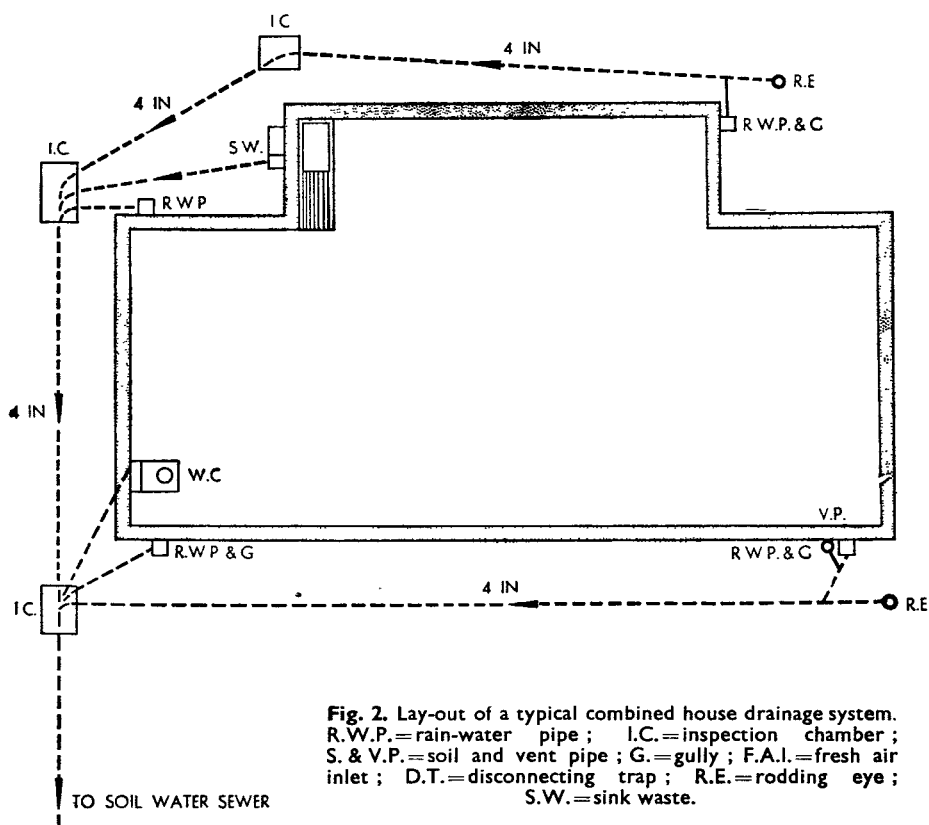 I C
4 IN
R.E
4 IN
R W.P. & G
I.C
S W.
R W P
4 IN
W.C
V.P.
R.W P & G
R W P. & G
I C.
4 IN
R.E
Fig. 2. Lay-out of a typical combined house drainage system.
R.W.P.=rain-water pipe ; I.C.=inspection chamber ;
S. & V.P.=soil and vent pipe ; G.=gully ; F.A.I.=fresh air
inlet ; D.T.=disconnecting trap ; R.E.=rodding eye ;
S.W.=sink waste.
TO SOIL WATER SEWER